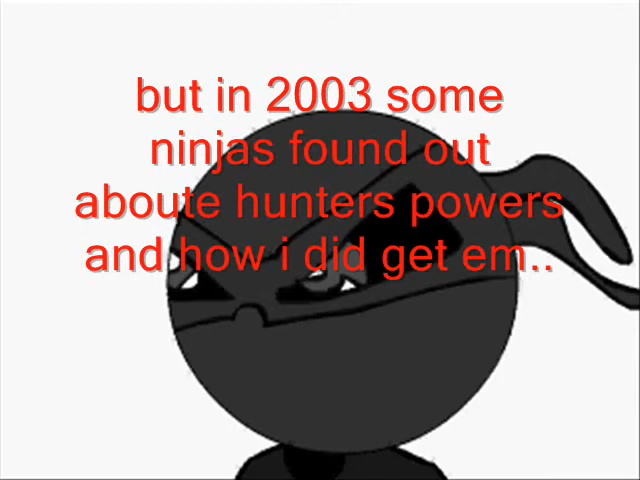 but in 2003 some
ninjas found out
aboute hunters powers
and how i did get em..